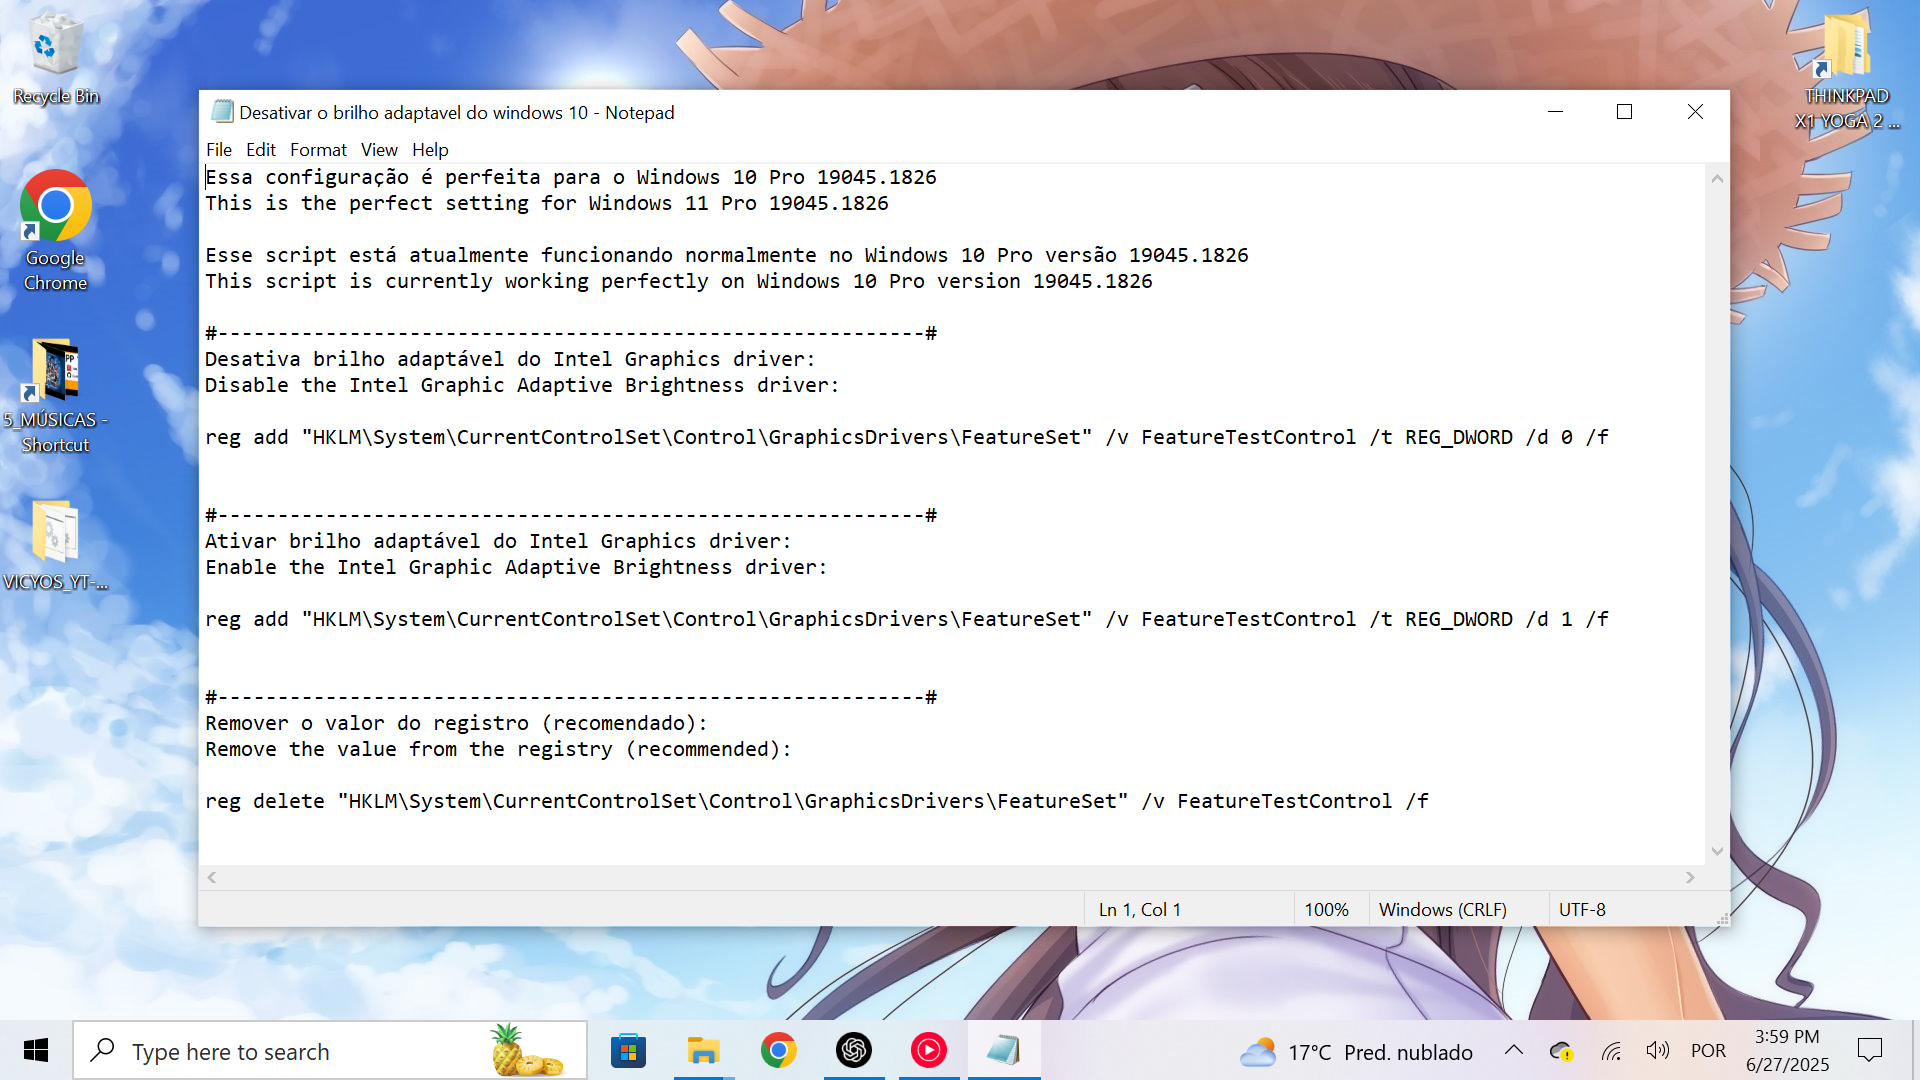 Recycle Bin
Google
Chrome
5_MÚSICAS -
Shortcut
VICYOS_YT-...
THINKPAD
X1 YOGA 2 ...
Desativar o brilho adaptavel do windows 10 - Notepad
File Edit Format View Help
Essa configuração é perfeita para o Windows 10 Pro 19045.1826
This is the perfect setting for Windows 11 Pro 19045.1826
Esse script está atualmente funcionando normalmente no Windows 10 Pro versão 19045.1826
This script is currently working perfectly on Windows 10 Pro version 19045.1826
#-----------------------------------------------------------#
Desativa brilho adaptável do Intel Graphics driver:
Disable the Intel Graphic Adaptive Brightness driver:
reg add "HKLM\System\CurrentControlSet\Control\GraphicsDrivers\FeatureSet" /v FeatureTestControl /t REG_DWORD /d 0 /f
#-----------------------------------------------------------#
Ativar brilho adaptável do Intel Graphics driver:
Enable the Intel Graphic Adaptive Brightness driver:
reg add "HKLM\System\CurrentControlSet\Control\GraphicsDrivers\FeatureSet" /v FeatureTestControl /t REG_DWORD /d 1 /f
#-----------------------------------------------------------#
Remover o valor do registro (recomendado):
Remove the value from the registry (recommended):
reg delete "HKLM\System\CurrentControlSet\Control\GraphicsDrivers\FeatureSet" /v FeatureTestControl /f
Ln 1, Col 1 100% Windows (CRLF) UTF-8
Type here to search
17°C Pred. nublado
POR
3:59 PM
6/27/2025